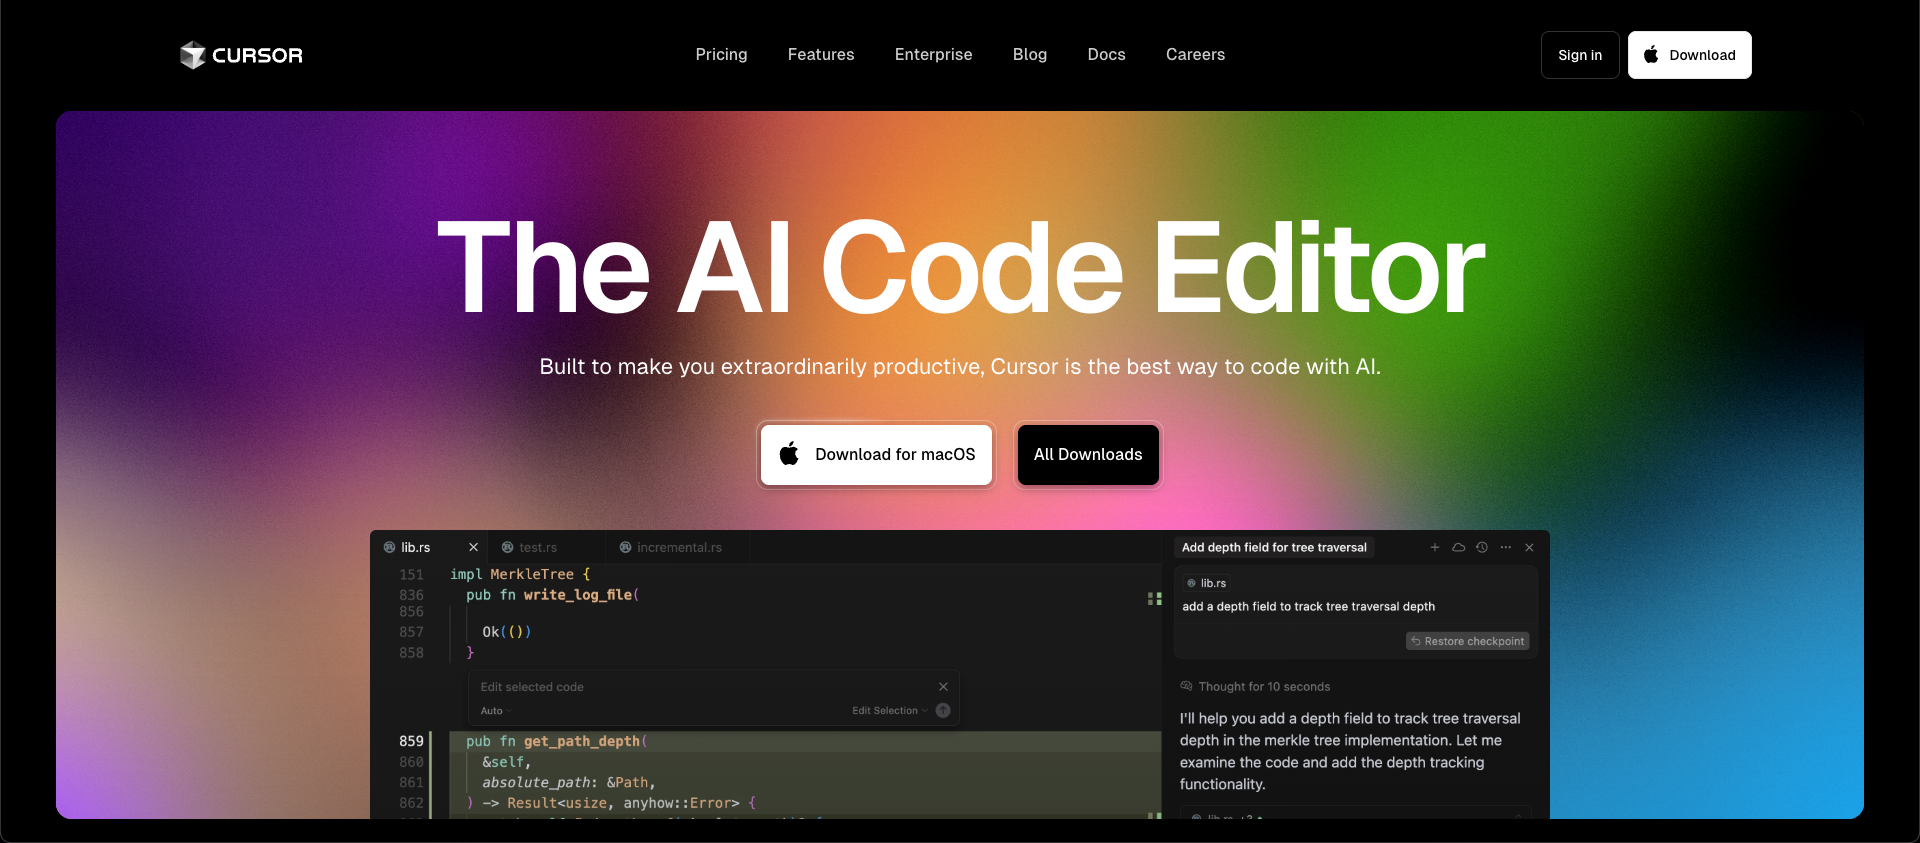 CURSOR
Pricing Features Enterprise Blog Docs Careers
Sign in
Download
The AI Code Editor
Built to make you extraordinarily productive, Cursor is the best way to code with AI.
Download for macOS
All Downloads
lib.rs
test.rs
incremental.rs
151 impl MerkleTree {
836 pub fn write_log_file(
856
857 Ok(())
858 }
Edit selected code
Auto
Edit Selection
859 pub fn get_path_depth(
860 &self,
861 absolute_path: &Path,
862 ) -> Result<usize, anyhow::Error> {
Add depth field for tree traversal
lib.rs
add a depth field to track tree traversal depth
Restore checkpoint
Thought for 10 seconds
I'll help you add a depth field to track tree traversal
depth in the merkle tree implementation. Let me
examine the code and add the depth tracking
functionality.